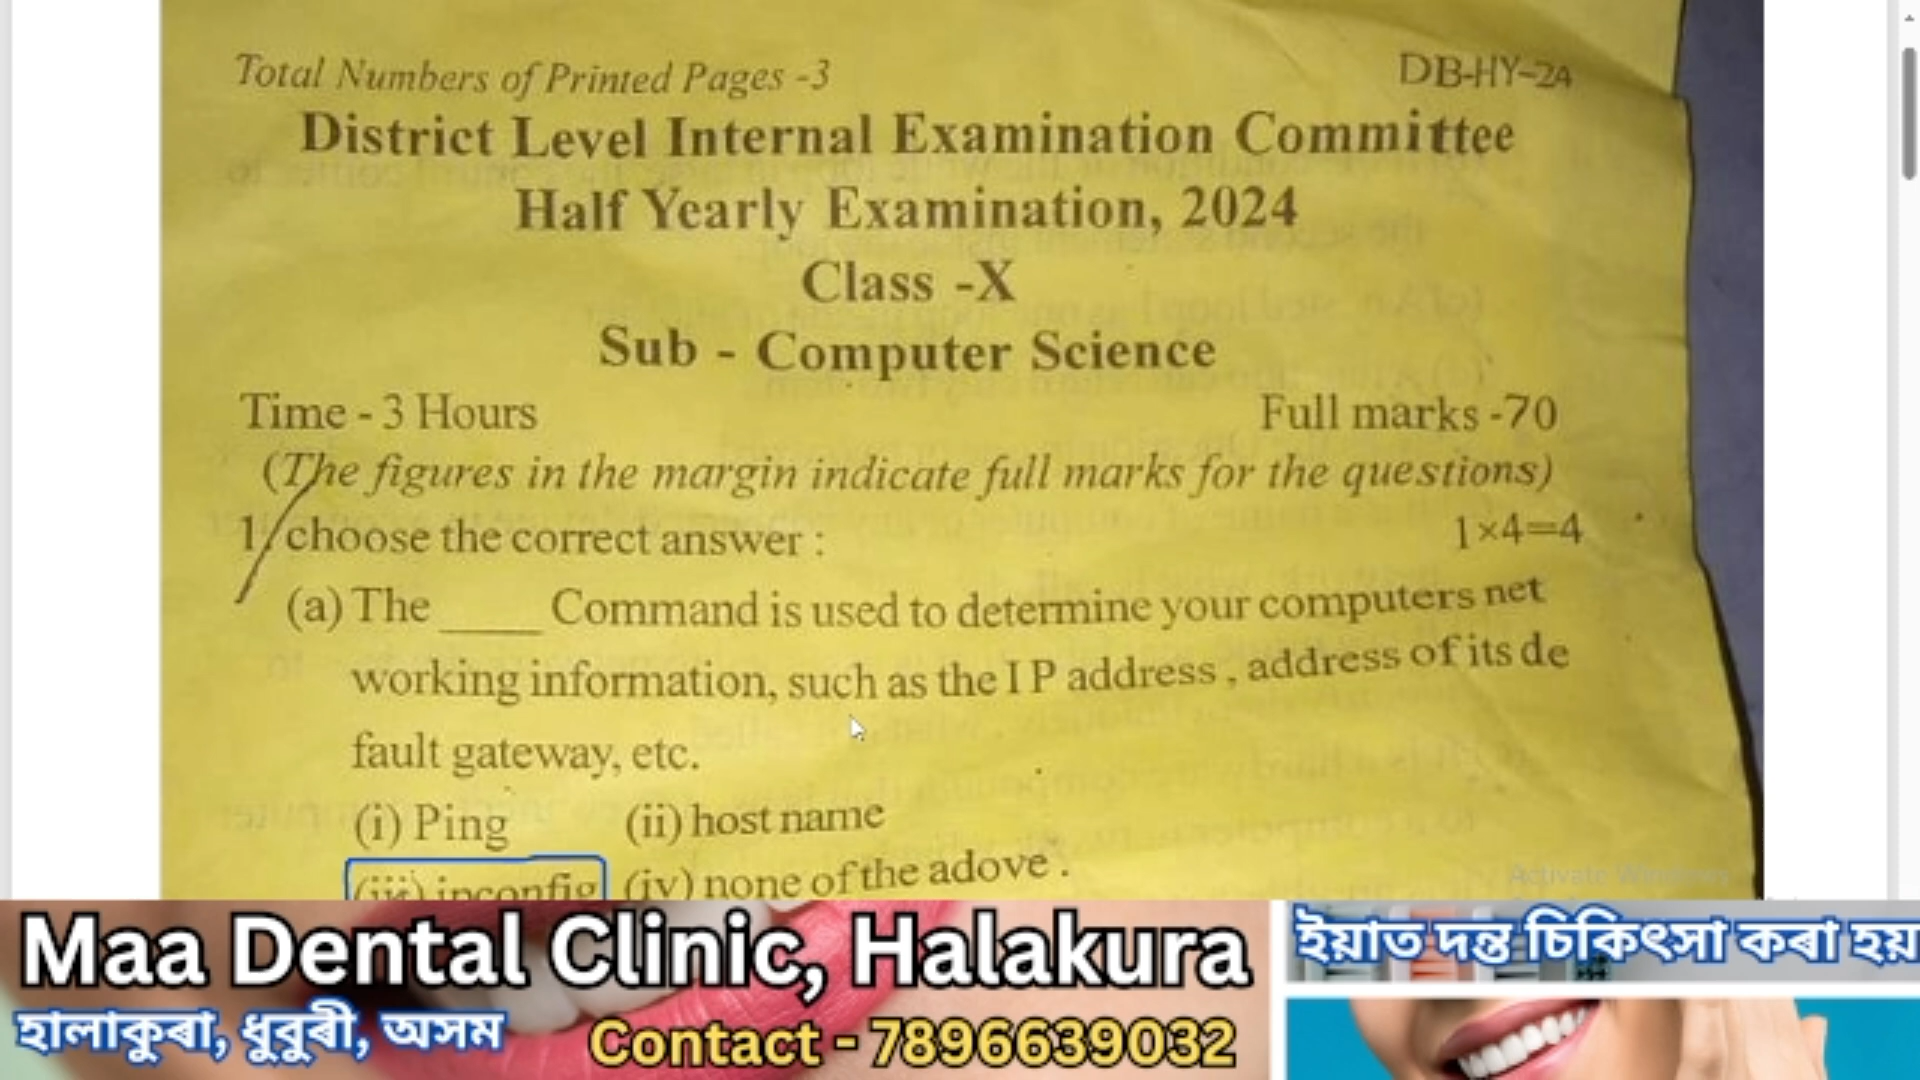 Total Numbers of Printed Pages -3
DB-HY-24
District Level Internal Examination Committee
Half Yearly Examination, 2024
Class -X
Sub - Computer Science
Time - 3 Hours
Full marks -70
(The figures in the margin indicate full marks for the questions)
1. choose the correct answer :
1×4=4
(a) The ____ Command is used to determine your computers net
working information, such as the I P address , address of its de
fault gateway, etc.
(i) Ping (ii) host name
(iii) inconfig (iv) none of the adove .
Activate Windows
Maa Dental Clinic, Halakura
হালাকুৰা, ধুবুৰী, অসম
Contact - 7896639032
ইয়াত দন্ত চিকিৎসা কৰা হয়